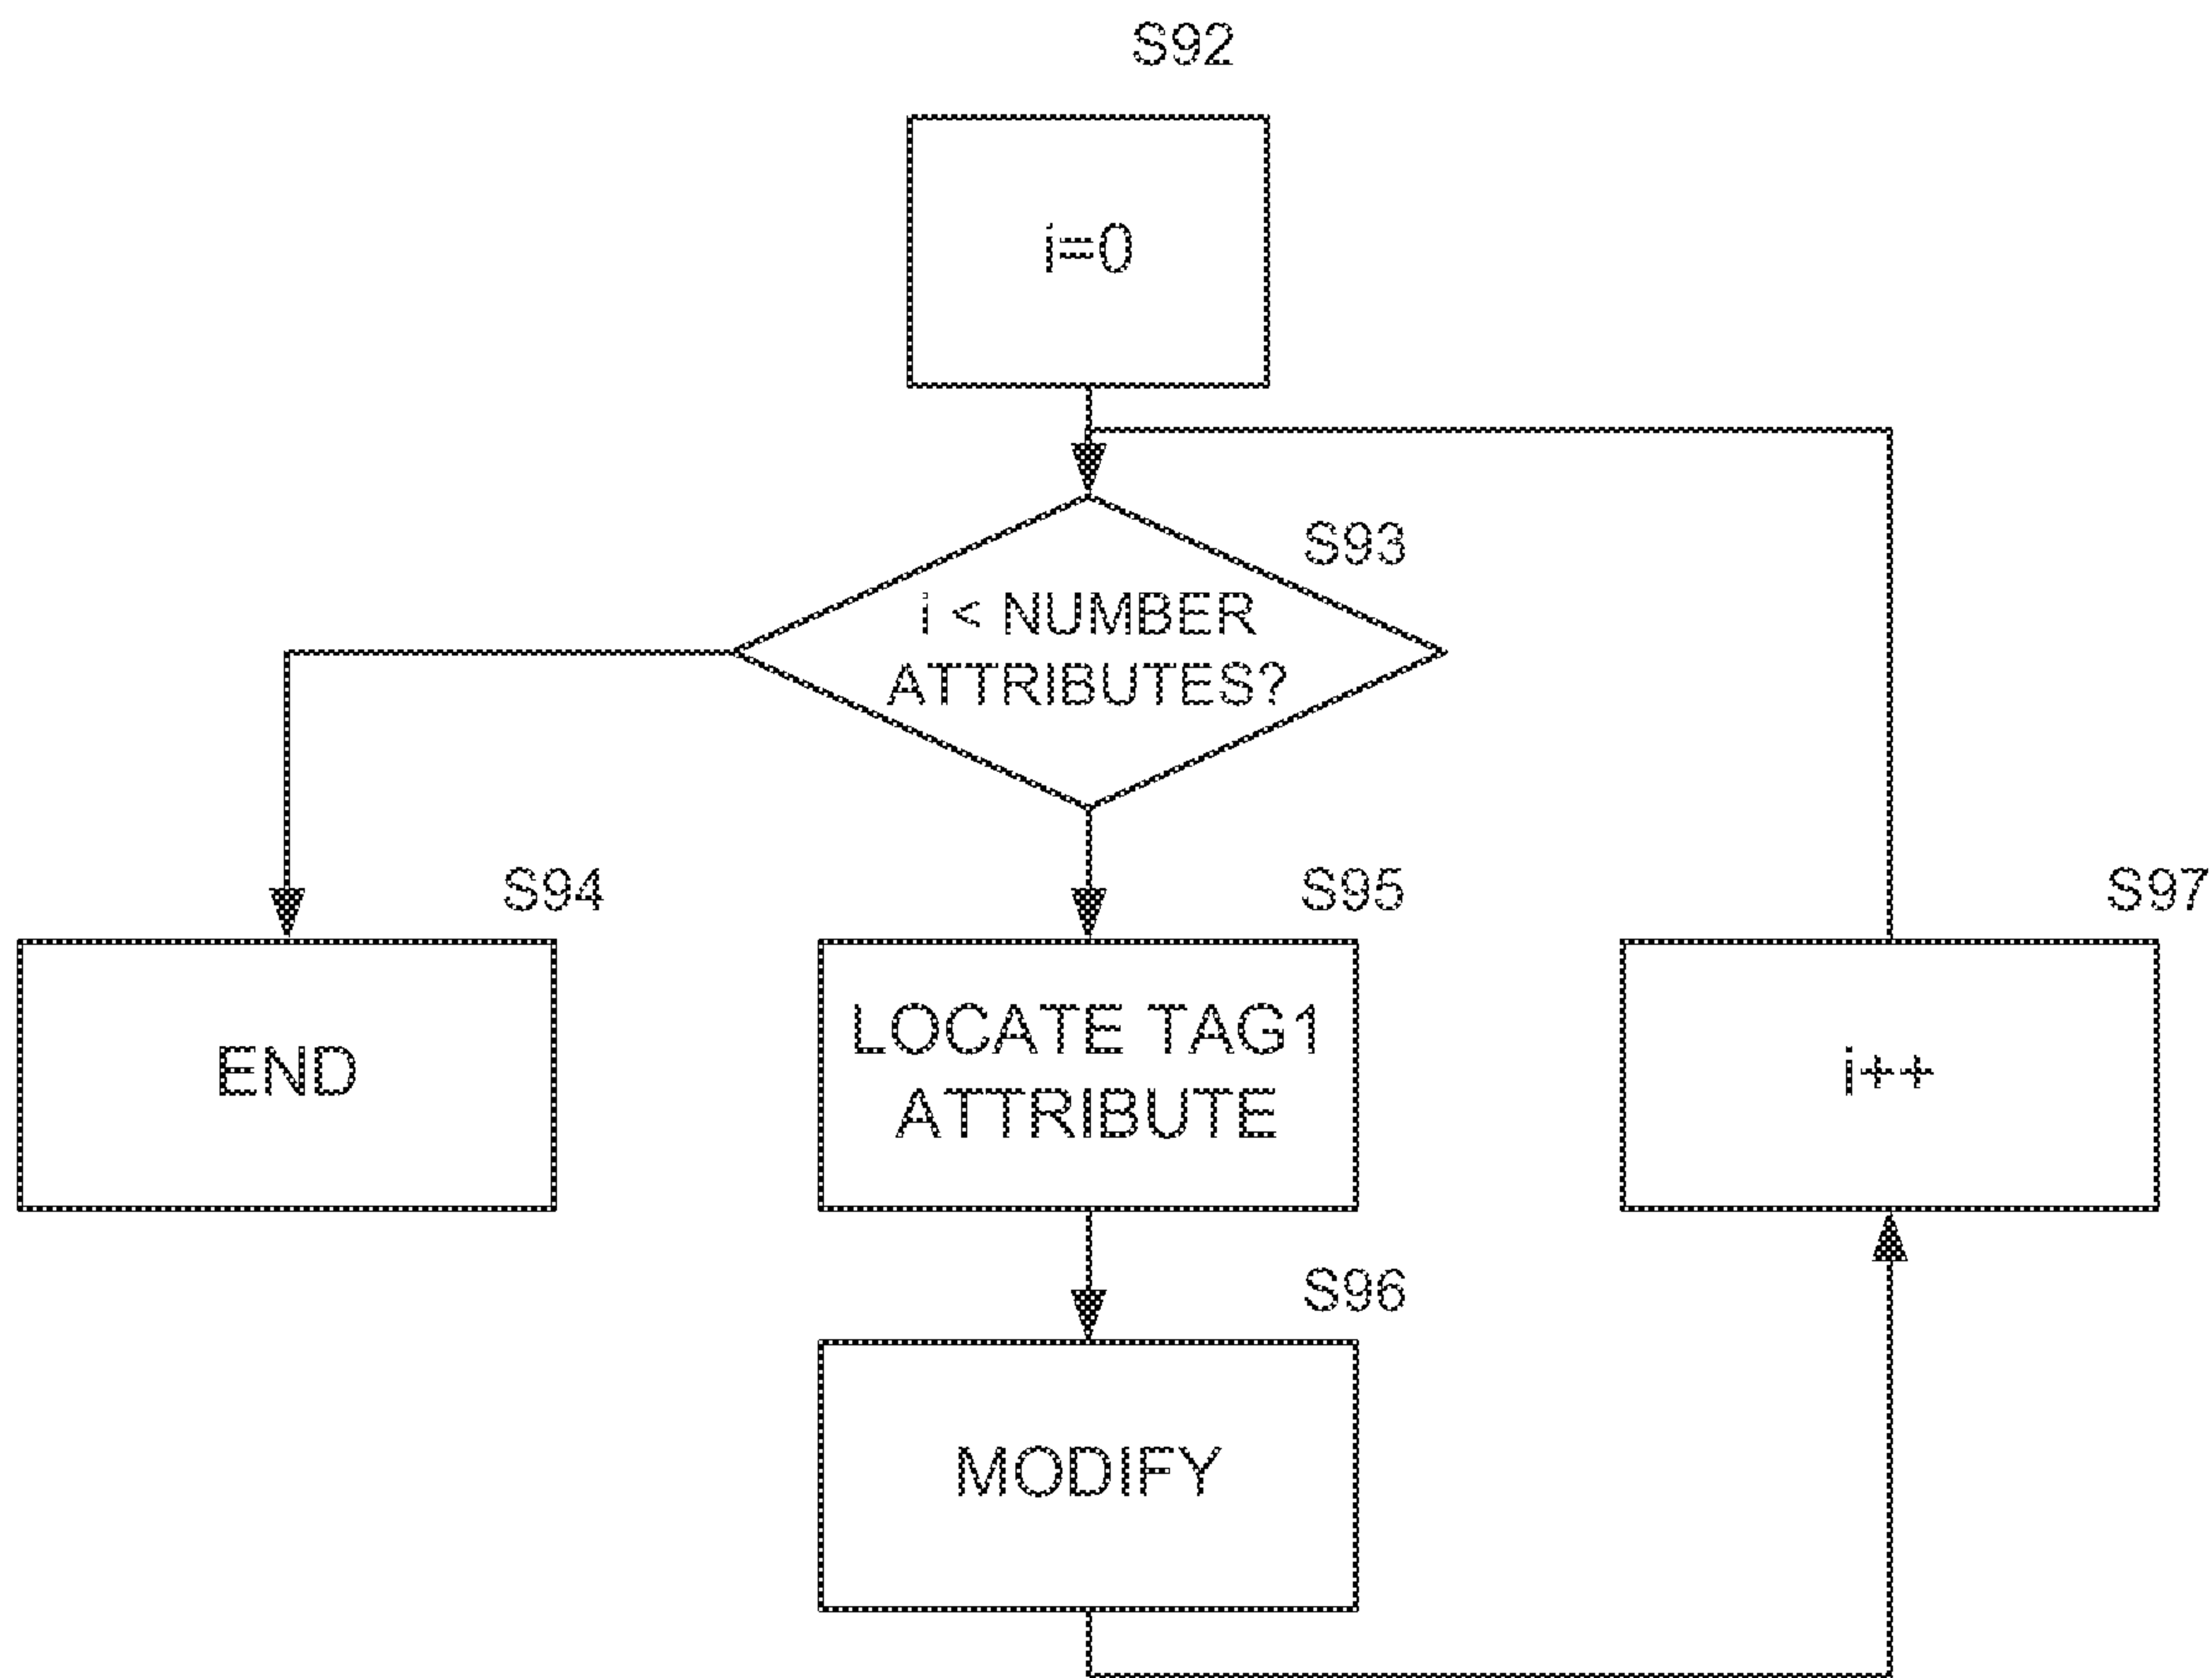 S92
i=0
S93
i < NUMBER
ATTRIBUTES?
S94
END
S95
LOCATE TAG1
ATTRIBUTE
S97
i++
S96
MODIFY